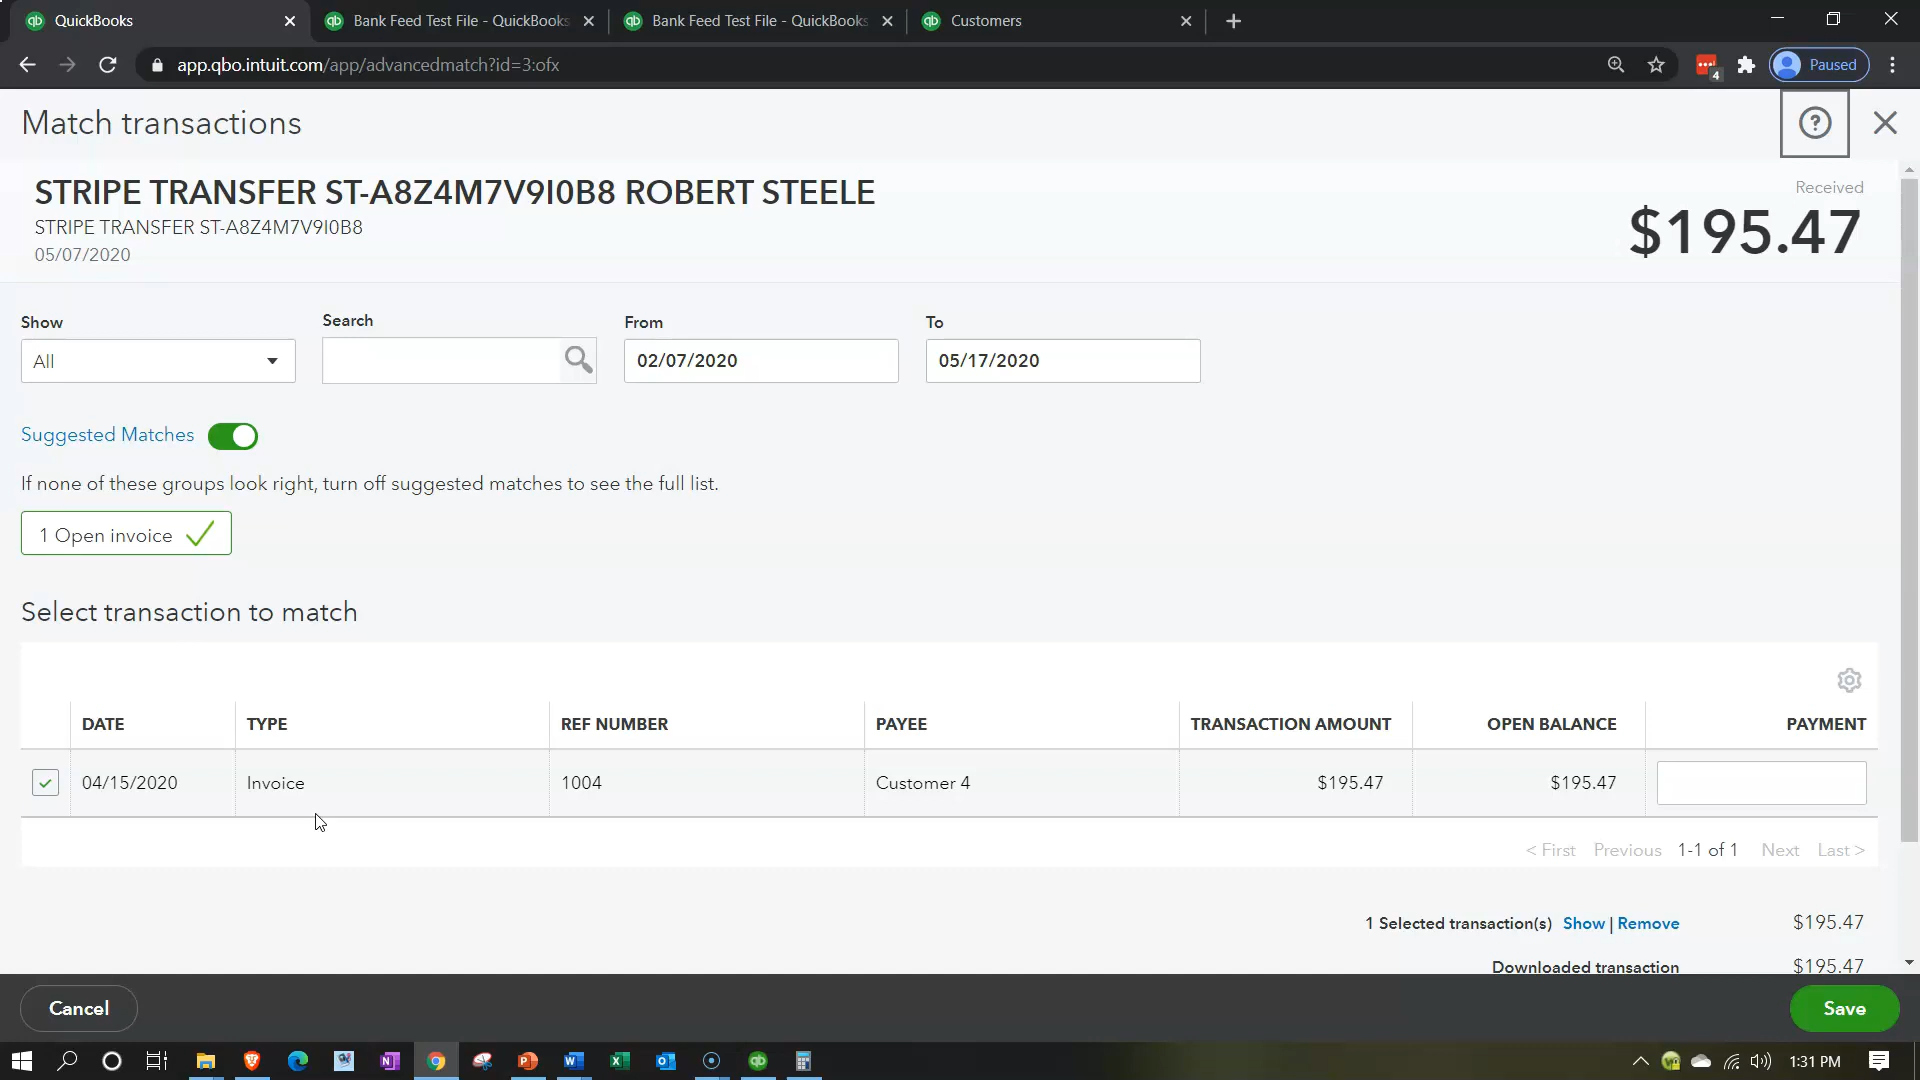 QuickBooks
Bank Feed Test File - QuickBooks
Bank Feed Test File - QuickBooks
Customers
app.qbo.intuit.com/app/advancedmatch?id=3:ofx
4
Paused
Match transactions
?
STRIPE TRANSFER ST-A8Z4M7V9I0B8 ROBERT STEELE
STRIPE TRANSFER ST-A8Z4M7V9I0B8
05/07/2020
Received
$195.47
Show
Search
From
To
All
02/07/2020
05/17/2020
Suggested Matches
If none of these groups look right, turn off suggested matches to see the full list.
1 Open invoice
Select transaction to match
DATE TYPE REF NUMBER PAYEE TRANSACTION AMOUNT OPEN BALANCE PAYMENT
04/15/2020 Invoice 1004 Customer 4 $195.47 $195.47
< First Previous 1-1 of 1 Next Last >
1 Selected transaction(s) Show | Remove $195.47
Downloaded transaction $195.47
Cancel
Save
1:31 PM